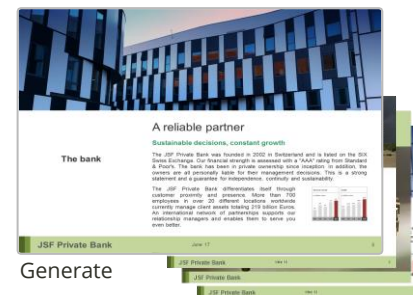 A reliable partner
Sustainable decisions, constant growth
The bank
The JSF Private Bank was founded in 2002 in Switzerland and is listed on the SIX
Swiss Exchange. Our financial strength is assessed with a "AAA" rating from Standard
& Poor's. The bank has been in private ownership since inception. In addition, the
owners are all personally liable for their management decisions. This is a strong
statement and a guarantee for independence, continuity and sustainability.
The JSF Private Bank differentiates itself through
customer proximity and presence. More than 700
employees in over 20 different locations worldwide
currently manage client assets totaling 219 billion Euros.
An international network of partnerships supports our
relationship managers and enables them to serve you
even better.
JSF Private Bank
June 17
Generate
JSF Private Bank
JSF Private Bank
JSF Private Bank